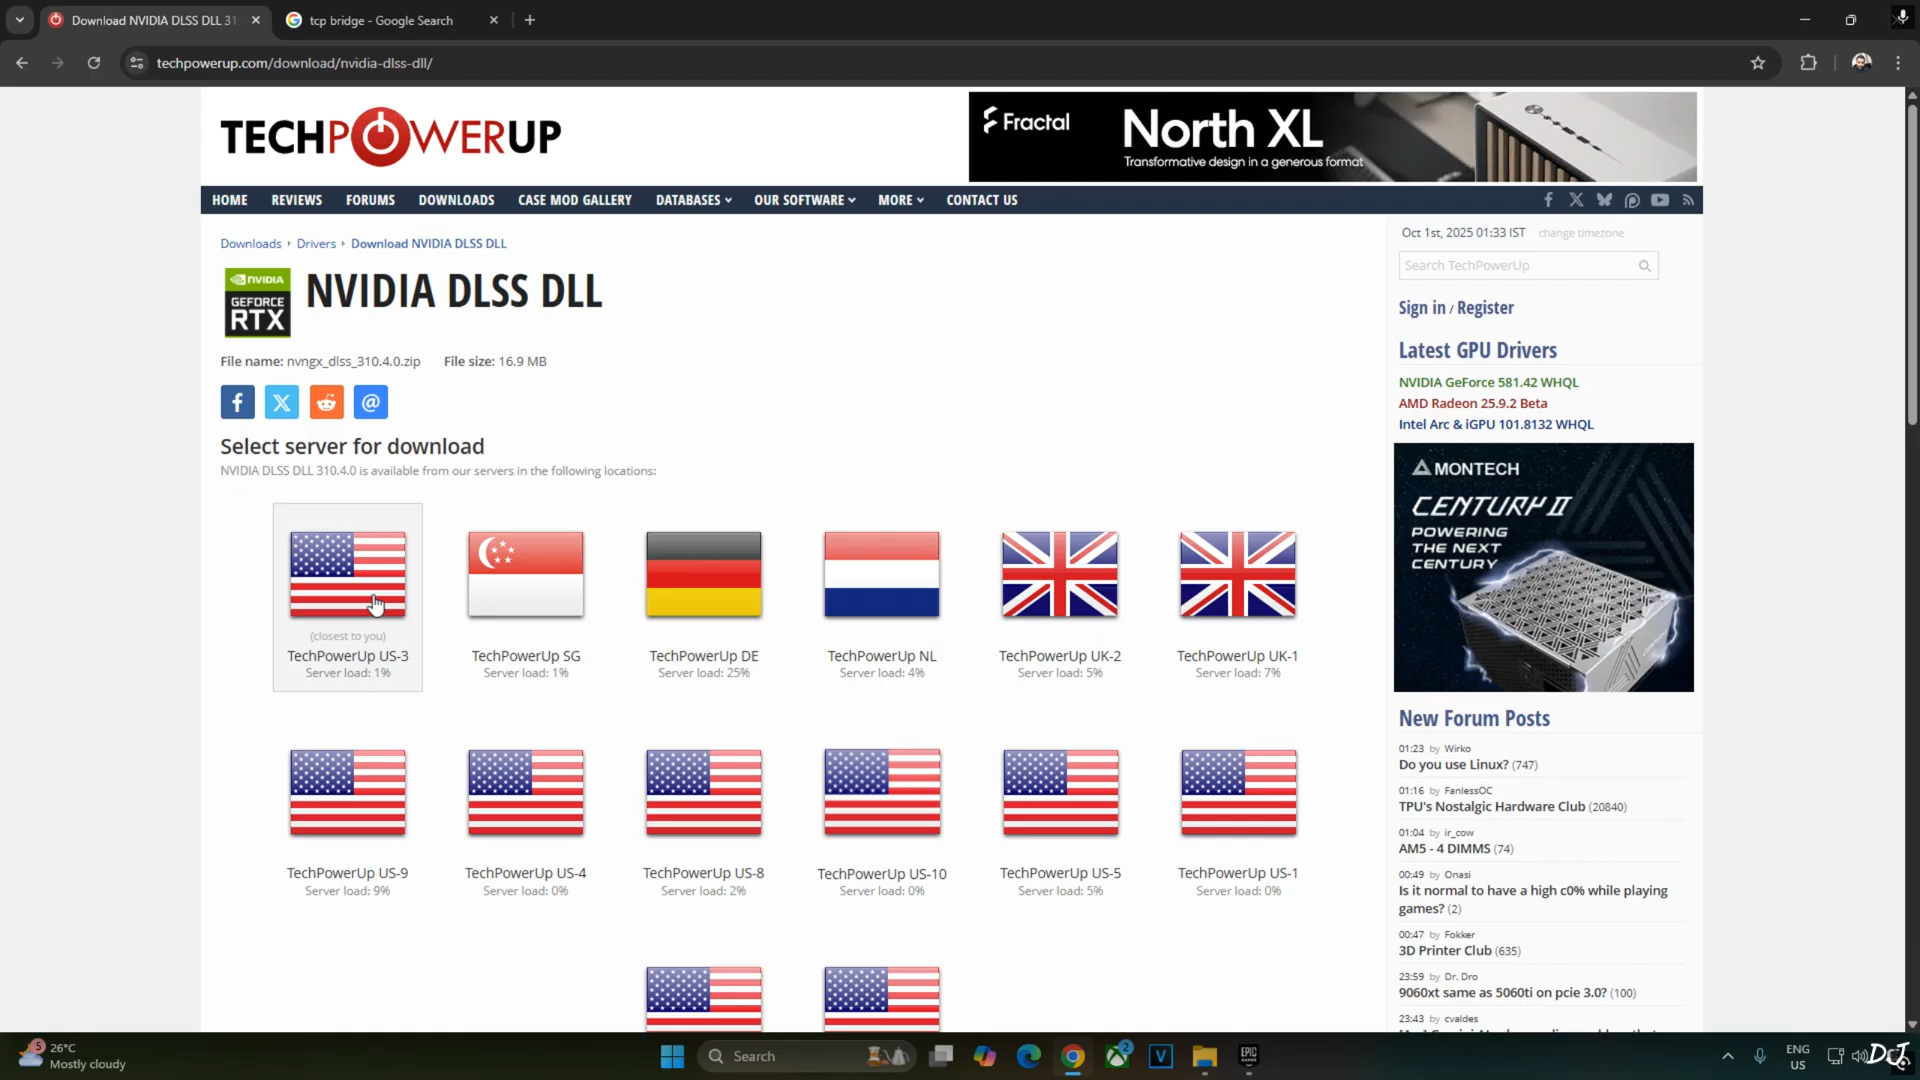 Download NVIDIA DLSS DLL 31
tcp bridge - Google Search
techpowerup.com/download/nvidia-dlss-dll/
TECHPOWERUP
Fractal
North XL
Transformative design in a generous format
HOME
REVIEWS
FORUMS
DOWNLOADS
CASE MOD GALLERY
DATABASES
OUR SOFTWARE
MORE
CONTACT US
Downloads
Drivers
Download NVIDIA DLSS DLL
Oct 1st, 2025 01:33 IST
change timezone
Search TechPowerUp
NVIDIA
GEFORCE
RTX
NVIDIA DLSS DLL
Sign in / Register
File name: nvngx_dlss_310.4.0.zip
File size: 16.9 MB
Latest GPU Drivers
NVIDIA GeForce 581.42 WHQL
AMD Radeon 25.9.2 Beta
Intel Arc & iGPU 101.8132 WHQL
Select server for download
NVIDIA DLSS DLL 310.4.0 is available from our servers in the following locations:
MONTECH
CENTURY II
POWERING
THE NEXT
CENTURY
(closest to you)
TechPowerUp US-3
Server load: 1%
TechPowerUp SG
Server load: 1%
TechPowerUp DE
Server load: 25%
TechPowerUp NL
Server load: 4%
TechPowerUp UK-2
Server load: 5%
TechPowerUp UK-1
Server load: 7%
TechPowerUp US-9
Server load: 9%
TechPowerUp US-4
Server load: 0%
TechPowerUp US-8
Server load: 2%
TechPowerUp US-10
Server load: 0%
TechPowerUp US-5
Server load: 5%
TechPowerUp US-1
Server load: 0%
New Forum Posts
01:23 by Wirko
Do you use Linux? (747)
01:16 by FanlessOC
TPU's Nostalgic Hardware Club (20840)
01:04 by ir_cow
AM5 - 4 DIMMS (74)
00:49 by Onasi
Is it normal to have a high c0% while playing
games? (2)
00:47 by Fokker
3D Printer Club (635)
23:59 by Dr. Dro
9060xt same as 5060ti on pcie 3.0? (100)
23:43 by cvaldes
5
26°C
Mostly cloudy
Search
2
V
EPIC
GAMES
ENG
US
DJ